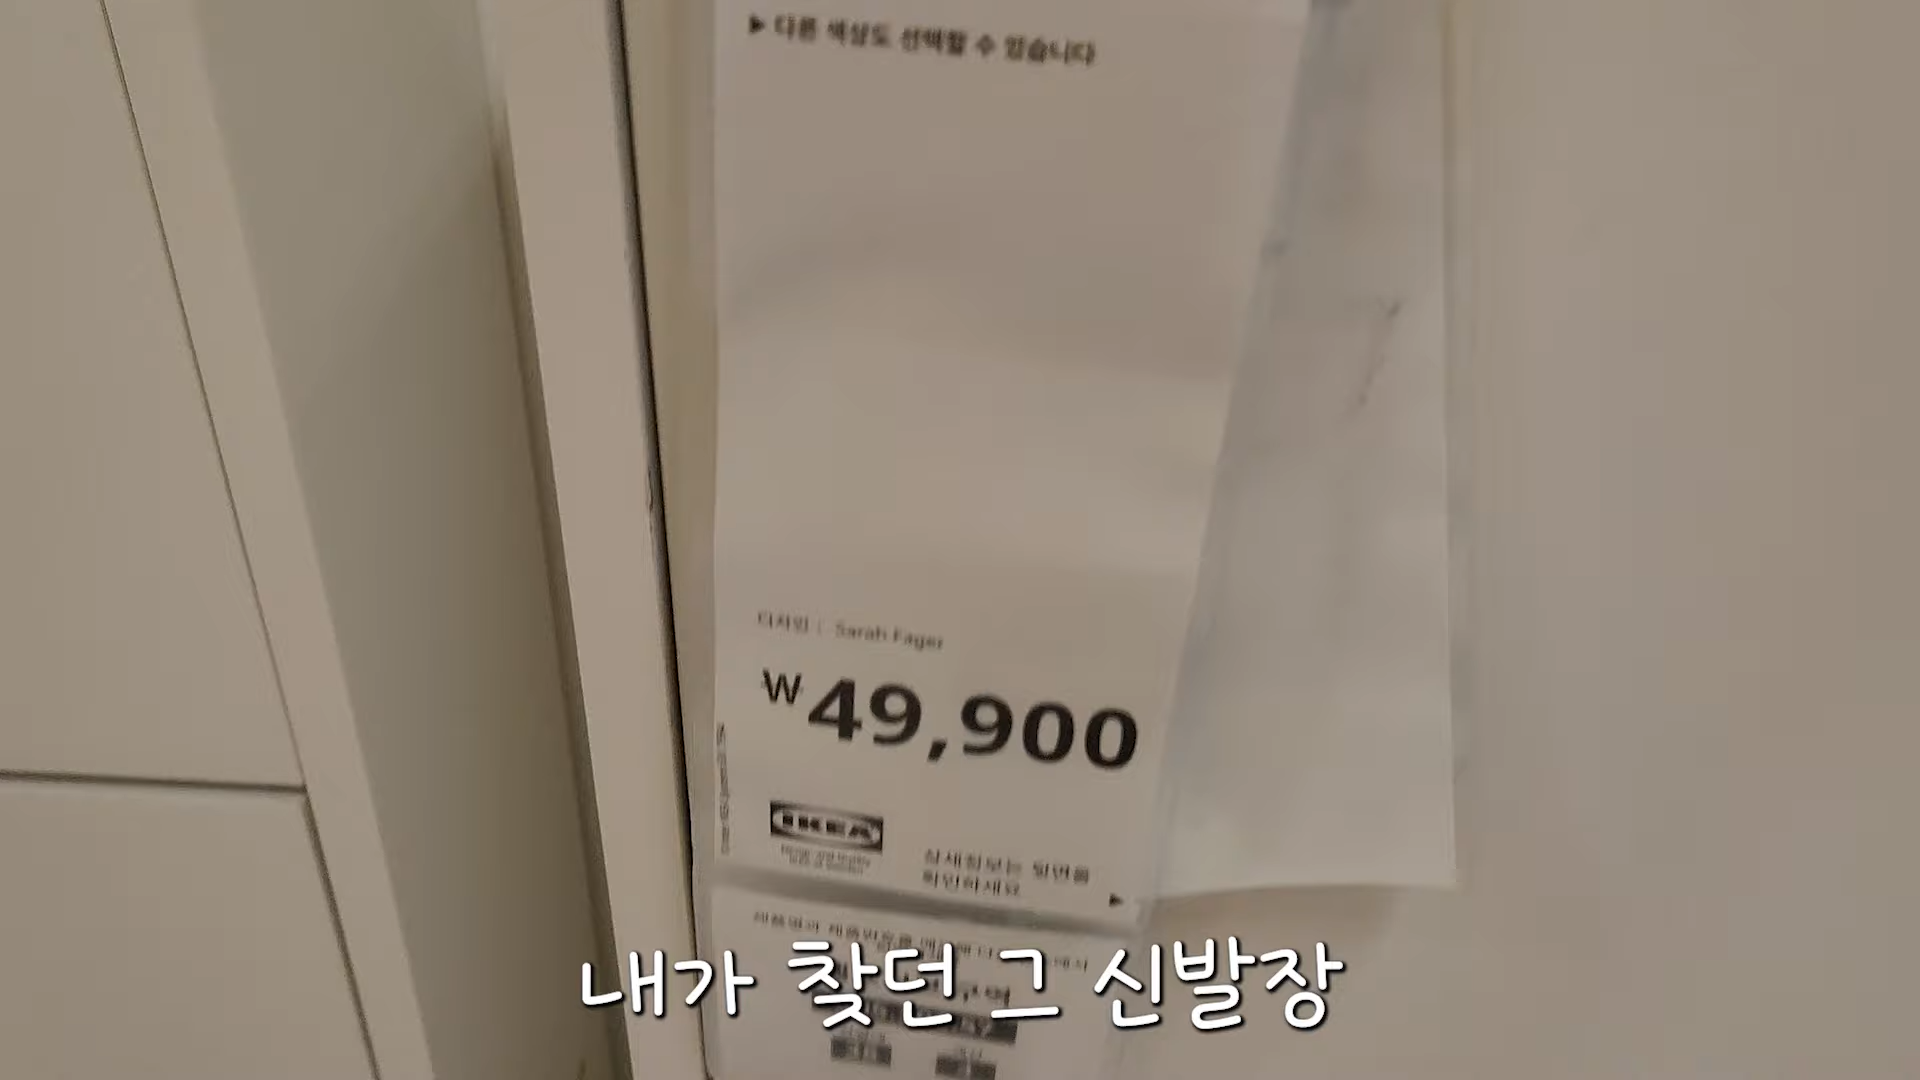 ▶ 다른 색상도 선택할 수 있습니다
디자인 : Sarah Fager
₩49,900
IKEA
상세정보는 뒷면을
확인하세요 ▶
내가 찾던 그 신발장